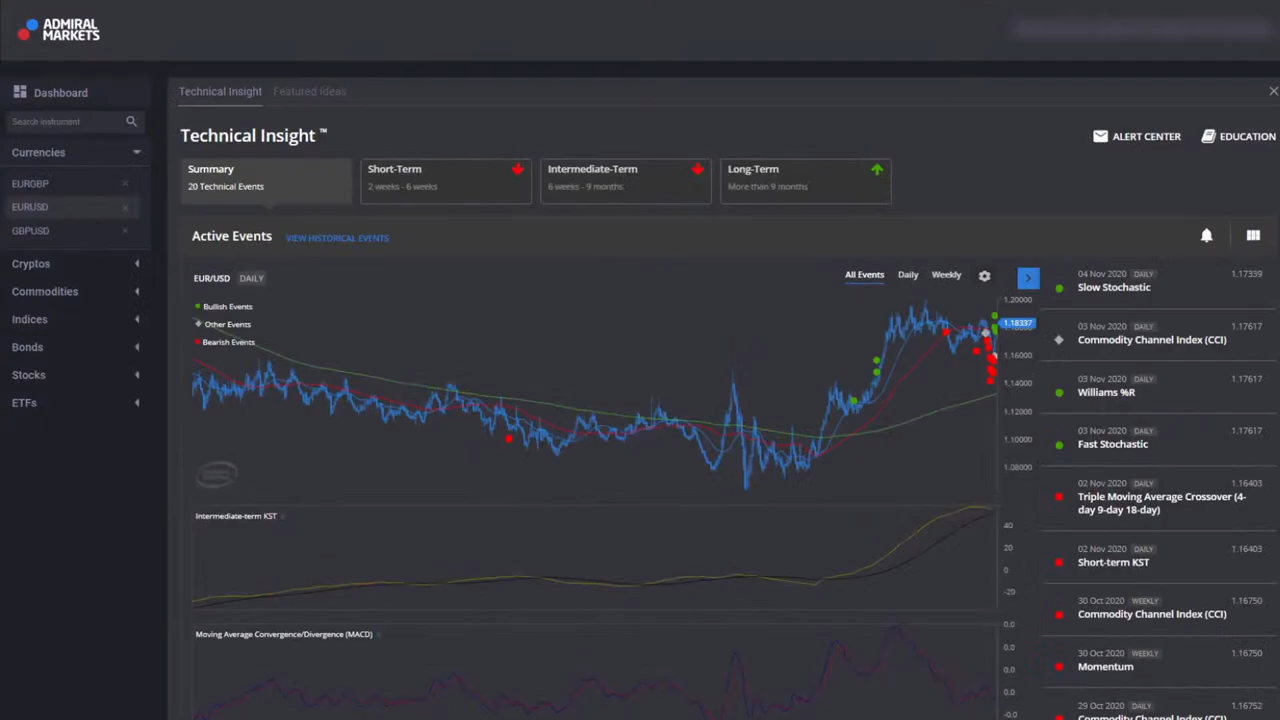 ADMIRAL
MARKETS
Dashboard
Search instrument
Currencies
EURGBP
EURUSD
GBPUSD
Cryptos
Commodities
Indices
Bonds
Stocks
ETFs
Technical Insight
Featured Ideas
Technical Insight ™
ALERT CENTER
EDUCATION
Summary
20 Technical Events
Short-Term
2 weeks - 6 weeks
Intermediate-Term
6 weeks - 9 months
Long-Term
More than 9 months
Active Events
VIEW HISTORICAL EVENTS
EUR/USD DAILY
All Events
Daily
Weekly
Bullish Events
Other Events
Bearish Events
1.20000
1.18337
1.16000
1.14000
1.12000
1.10000
1.08000
Intermediate-term KST
40
20
0
-20
Moving Average Convergence/Divergence (MACD)
0.0
0.0
0.0
0.0
-0.0
04 Nov 2020 DAILY 1.17339
Slow Stochastic
03 Nov 2020 DAILY 1.17617
Commodity Channel Index (CCI)
03 Nov 2020 DAILY 1.17617
Williams %R
03 Nov 2020 DAILY 1.17617
Fast Stochastic
02 Nov 2020 DAILY 1.16403
Triple Moving Average Crossover (4-
day 9-day 18-day)
02 Nov 2020 DAILY 1.16403
Short-term KST
30 Oct 2020 WEEKLY 1.16750
Commodity Channel Index (CCI)
30 Oct 2020 WEEKLY 1.16750
Momentum
29 Oct 2020 DAILY 1.16752
Commodity Channel Index (CCI)